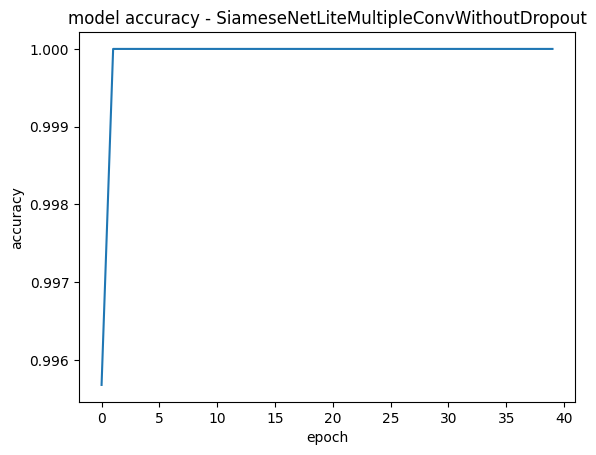 model accuracy - SiameseNetLiteMultipleConvWithoutDropout
1.000
0.999
0.998
0.997
0.996
accuracy
0 5 10 15 20 25 30 35 40
epoch